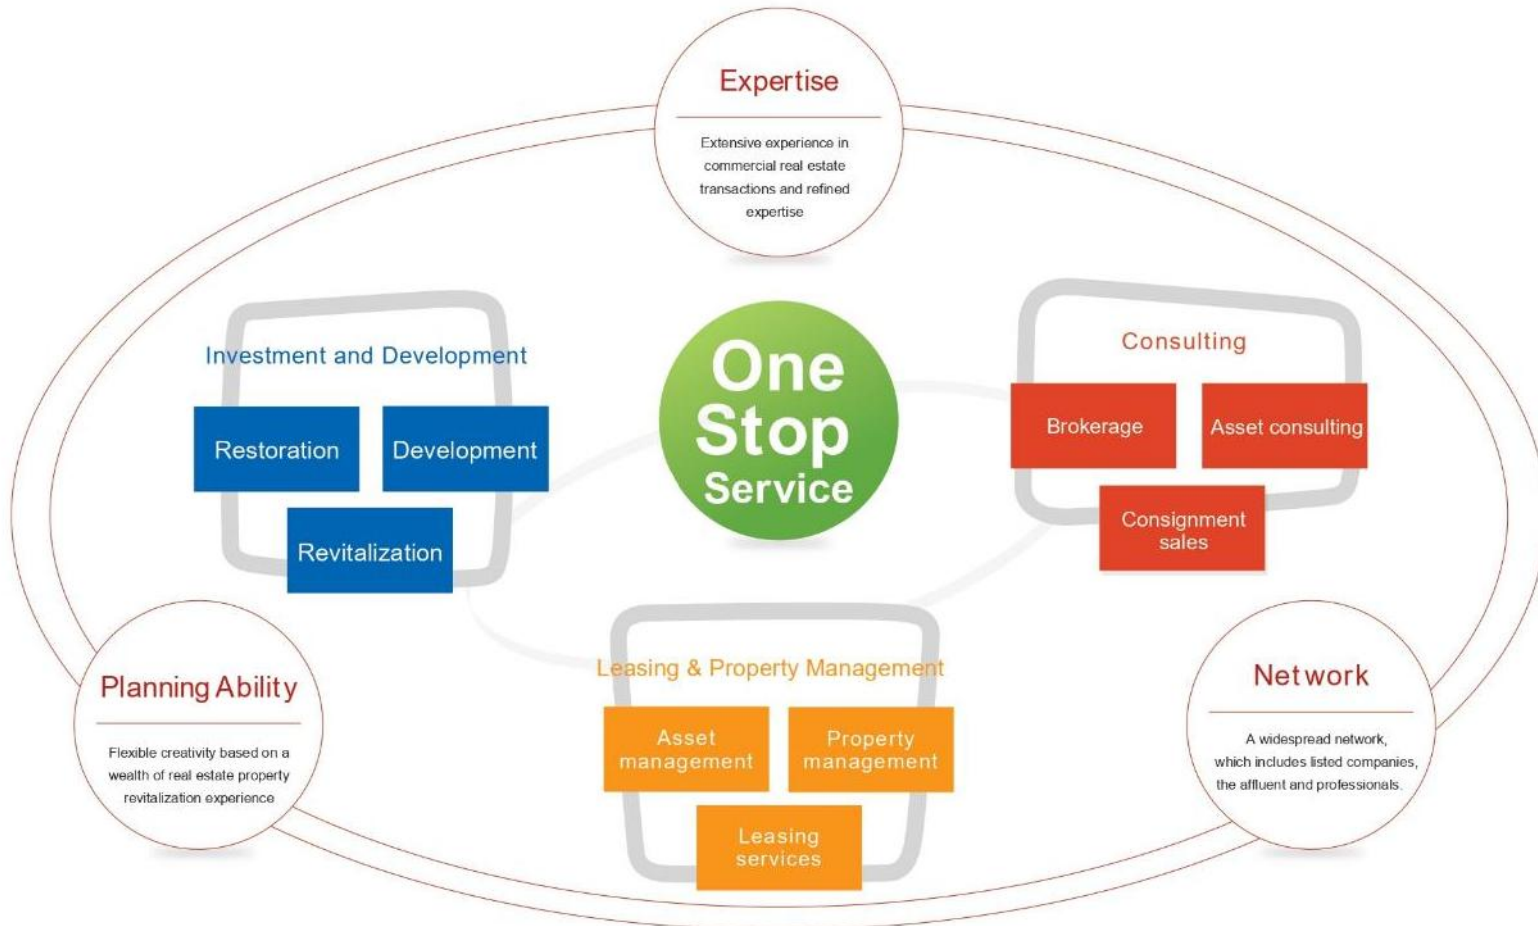 Expertise
Extensive experience in
commercial real estate
transactions and refined
expertise
Investment and Development
Restoration
Development
Revitalization
One
Stop
Service
Consulting
Brokerage
Asset consulting
Consignment
sales
Planning Ability
Flexible creativity based on a
wealth of real estate property
revitalization experience
Leasing & Property Management
Asset
management
Property
management
Leasing
services
Network
A widespread network,
which includes listed companies,
the affluent and professionals.